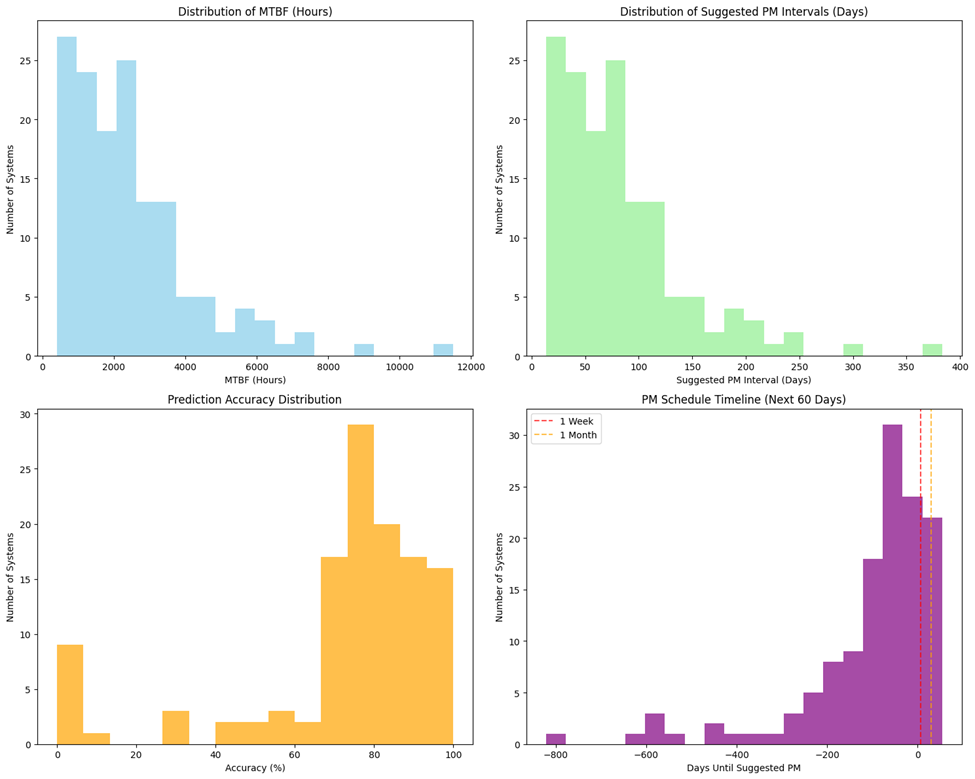 Distribution of MTBF (Hours)
Number of Systems
25
20
15
10
5
0
0 2000 4000 6000 8000 10000 12000
MTBF (Hours)
Distribution of Suggested PM Intervals (Days)
Number of Systems
25
20
15
10
5
0
0 50 100 150 200 250 300 350 400
Suggested PM Interval (Days)
Prediction Accuracy Distribution
Number of Systems
30
25
20
15
10
5
0
0 20 40 60 80 100
Accuracy (%)
PM Schedule Timeline (Next 60 Days)
1 Week
1 Month
Number of Systems
30
25
20
15
10
5
0
−800 −600 −400 −200 0
Days Until Suggested PM